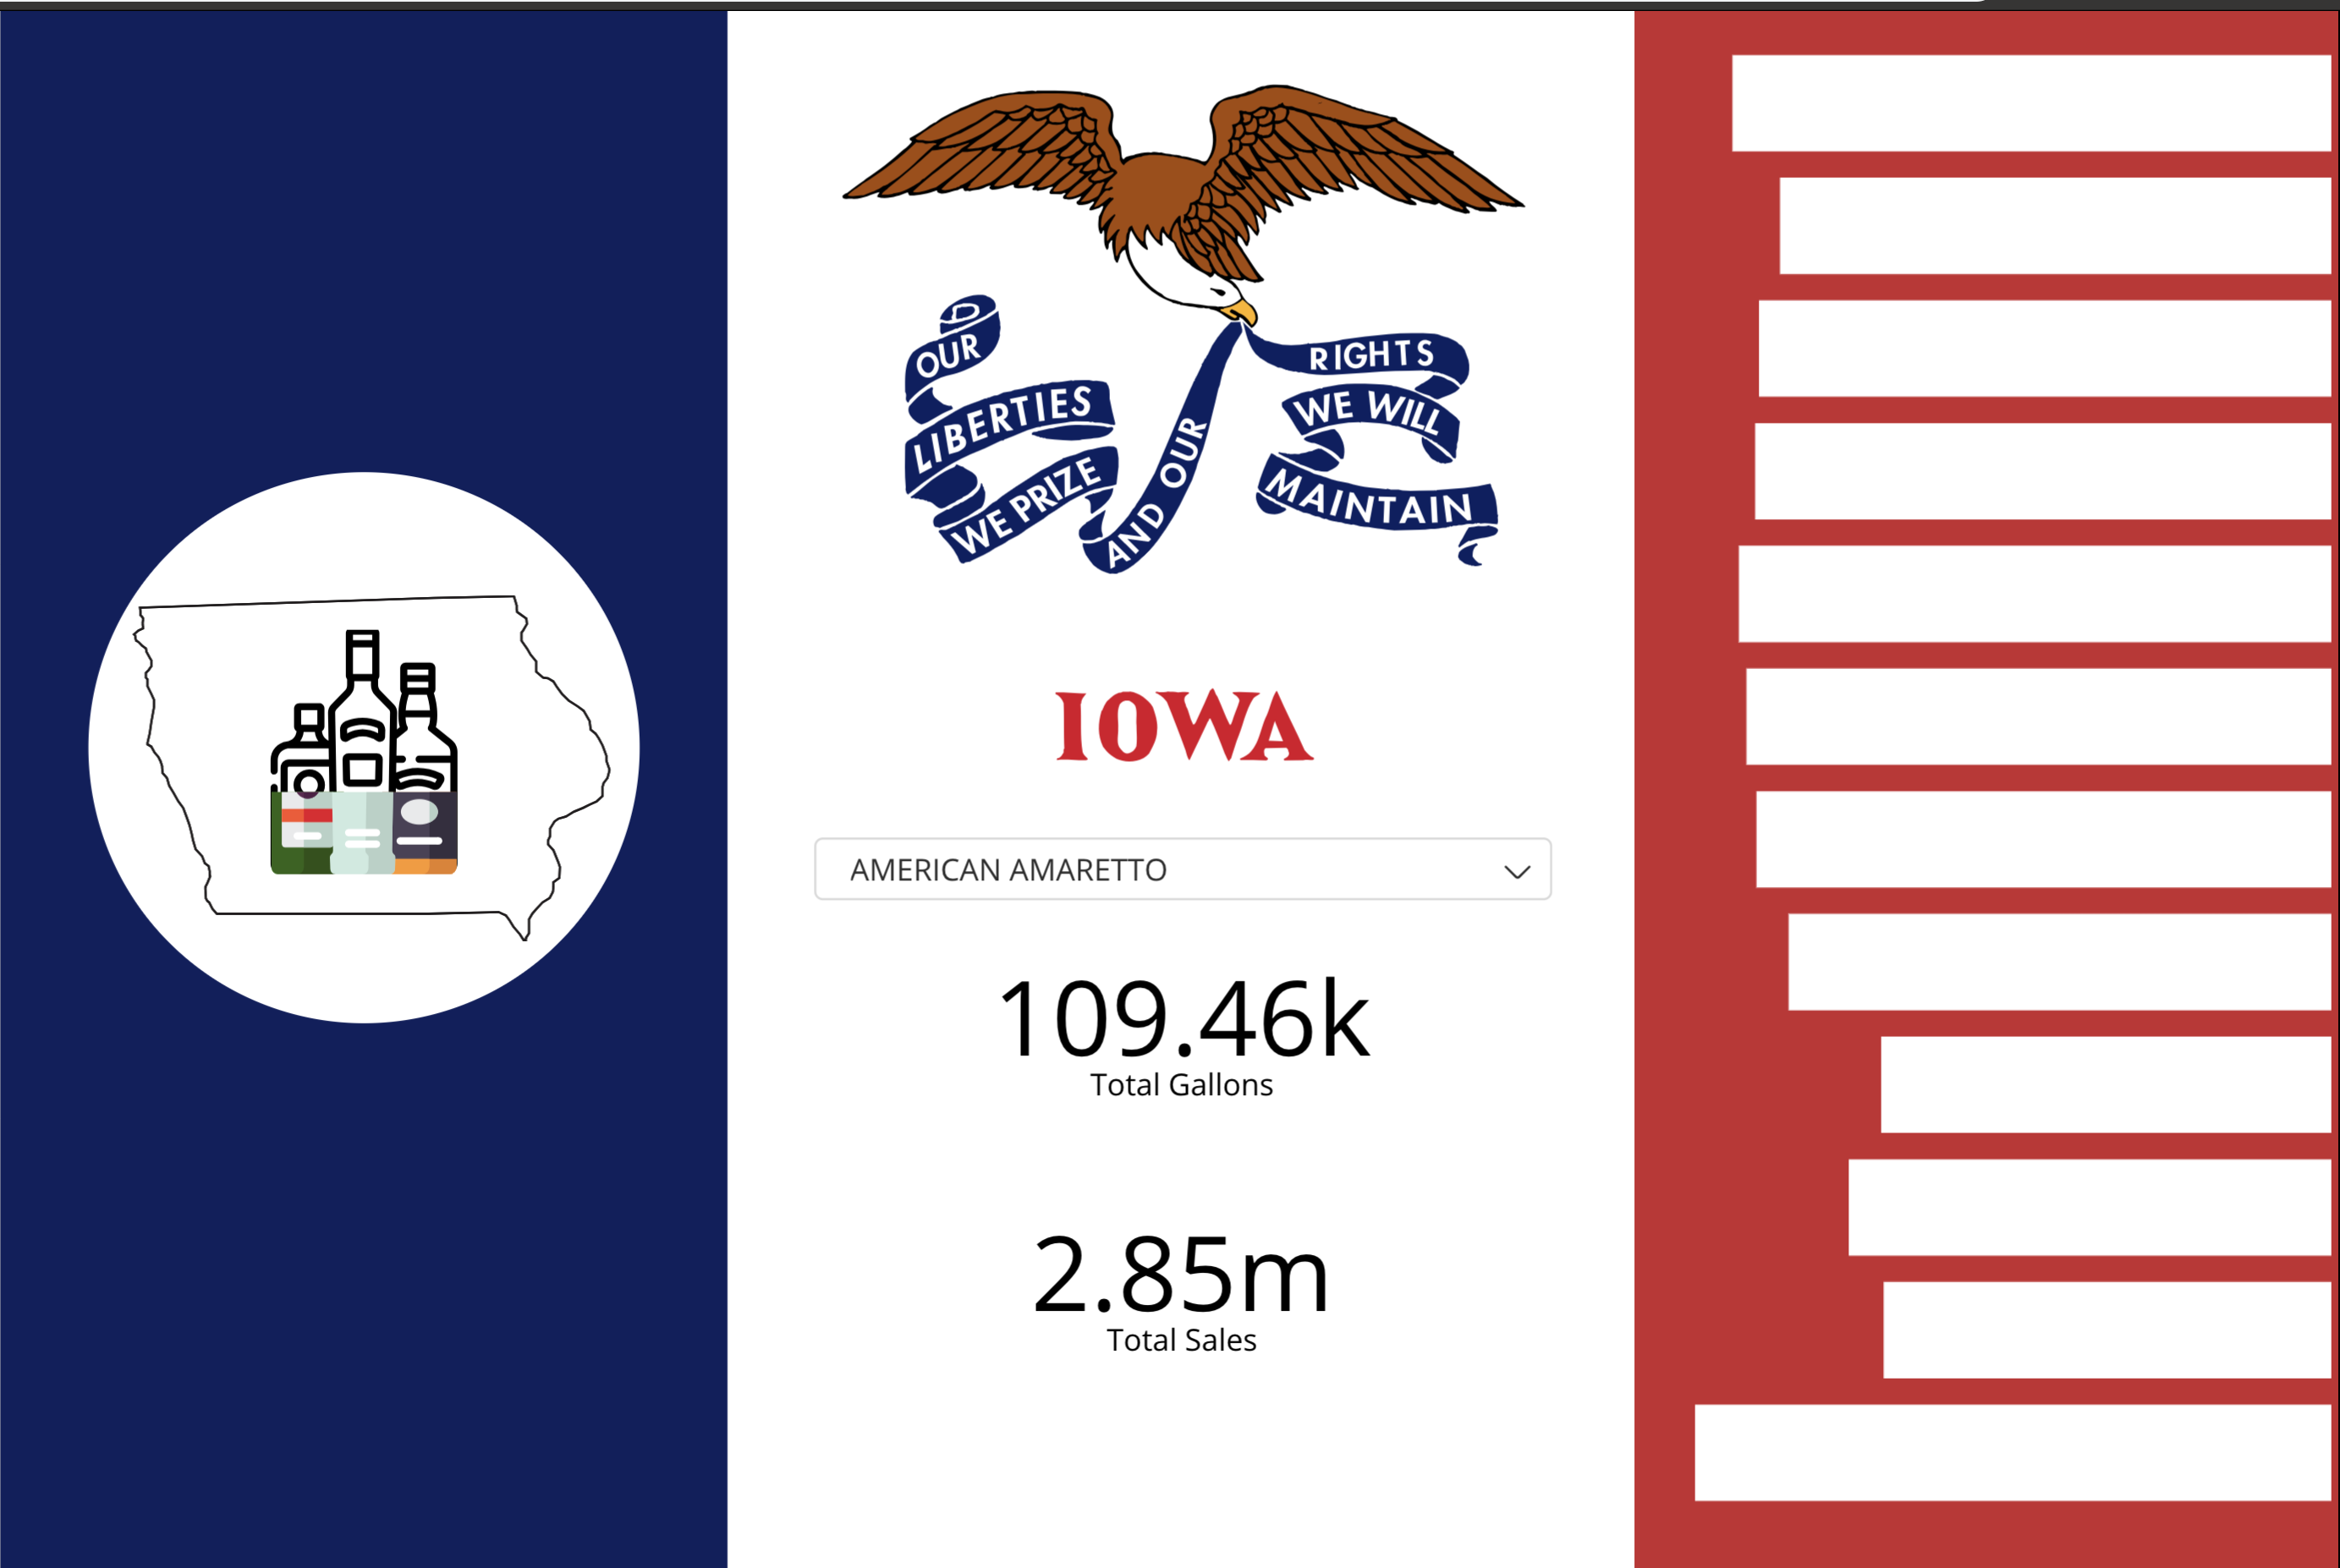 OUR
LIBERTIES
WE PRIZE
AND OUR
RIGHTS
WE WILL
MAINTAIN
IOWA
AMERICAN AMARETTO
109.46k
Total Gallons
2.85m
Total Sales